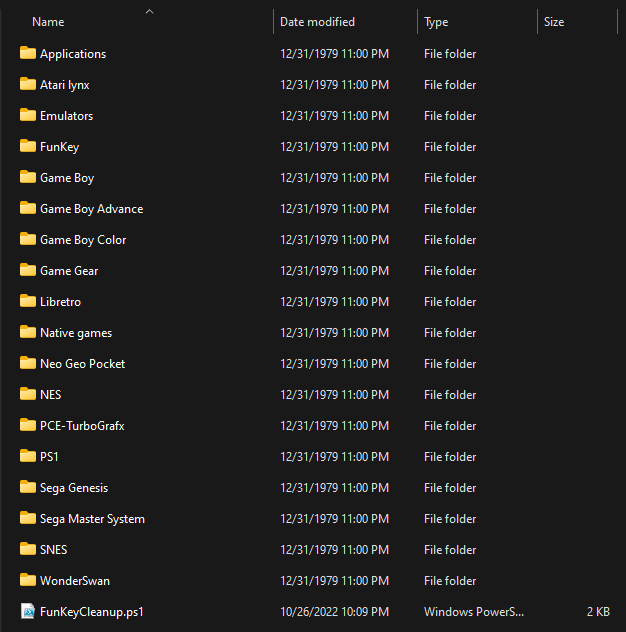 Name Date modified Type Size
Applications 12/31/1979 11:00 PM File folder
Atari lynx 12/31/1979 11:00 PM File folder
Emulators 12/31/1979 11:00 PM File folder
FunKey 12/31/1979 11:00 PM File folder
Game Boy 12/31/1979 11:00 PM File folder
Game Boy Advance 12/31/1979 11:00 PM File folder
Game Boy Color 12/31/1979 11:00 PM File folder
Game Gear 12/31/1979 11:00 PM File folder
Libretro 12/31/1979 11:00 PM File folder
Native games 12/31/1979 11:00 PM File folder
Neo Geo Pocket 12/31/1979 11:00 PM File folder
NES 12/31/1979 11:00 PM File folder
PCE-TurboGrafx 12/31/1979 11:00 PM File folder
PS1 12/31/1979 11:00 PM File folder
Sega Genesis 12/31/1979 11:00 PM File folder
Sega Master System 12/31/1979 11:00 PM File folder
SNES 12/31/1979 11:00 PM File folder
WonderSwan 12/31/1979 11:00 PM File folder
FunKeyCleanup.ps1 10/26/2022 10:09 PM Windows PowerS... 2 KB